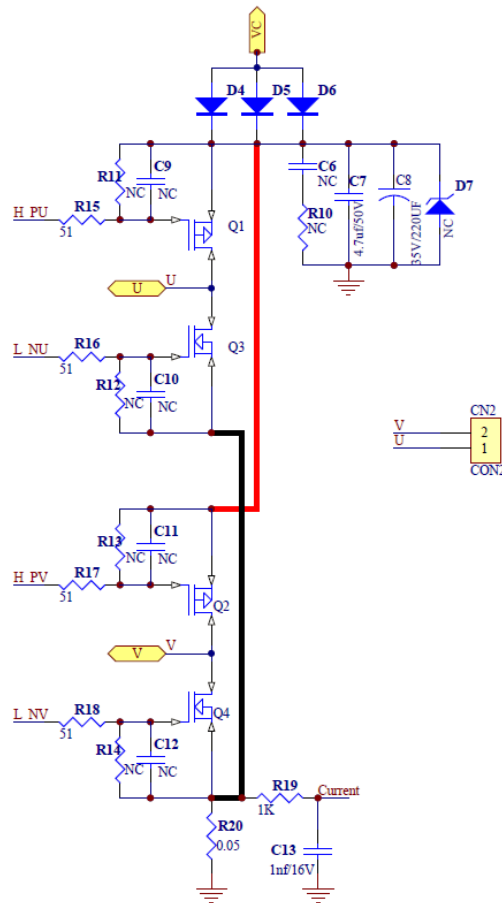 VC
D4
D5
D6
R11
NC
C9
NC
H_PU
R15
51
Q1
C6
NC
R10
NC
C7
4.7uf/50V
C8
35V/220UF
D7
NC
U
U
L_NU
R16
51
Q3
R12
NC
C10
NC
V
U
CN2
2
1
CON2
R13
NC
C11
NC
H_PV
R17
51
Q2
V
V
L_NV
R18
51
Q4
R14
NC
C12
NC
R19
1K
Current
R20
0.05
C13
1nf/16V